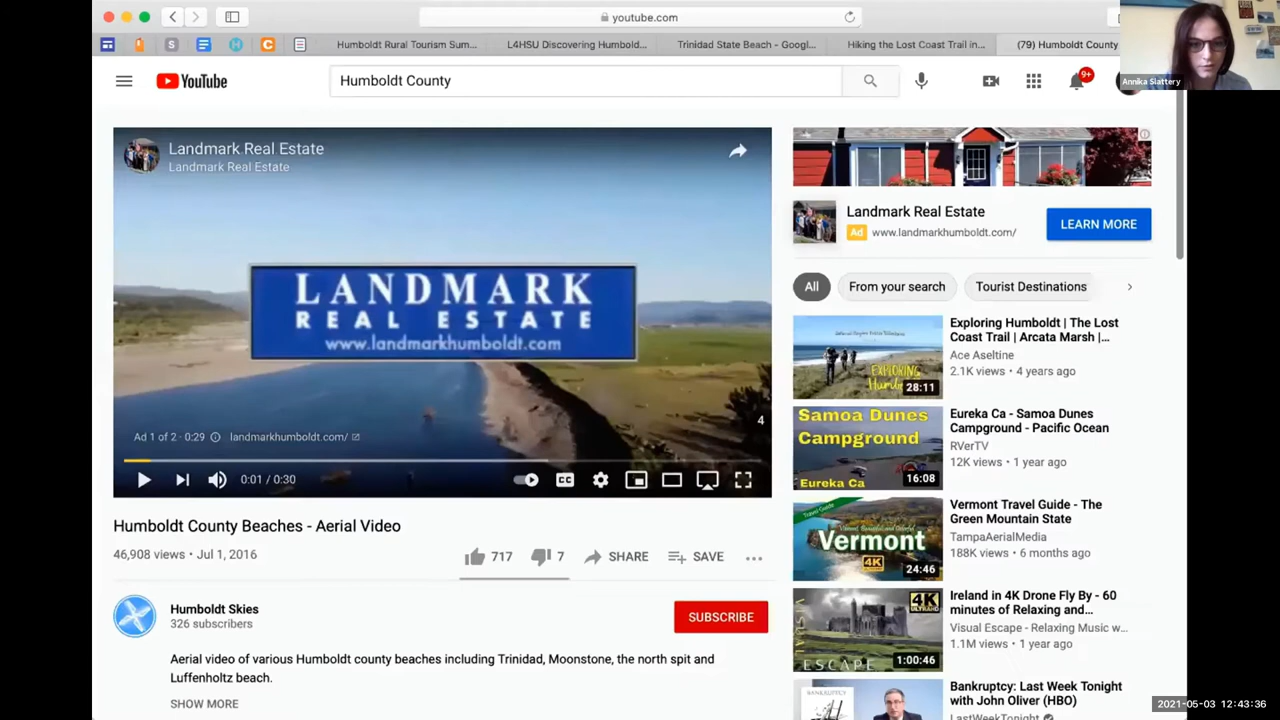 youtube.com
Humboldt Rural Tourism Sum...
L4HSU Discovering Humbold...
Trinidad State Beach - Googl...
Hiking the Lost Coast Trail in...
(79) Humboldt County
Annika Slattery
YouTube
Humboldt County
9+
Landmark Real Estate
Landmark Real Estate
LANDMARK
REAL ESTATE
www.landmarkhumboldt.com
4
Ad 1 of 2 · 0:29
landmarkhumboldt.com/
0:01 / 0:30
CC
Humboldt County Beaches - Aerial Video
46,908 views • Jul 1, 2016
717
7
SHARE
SAVE
Humboldt Skies
326 subscribers
SUBSCRIBE
Aerial video of various Humboldt county beaches including Trinidad, Moonstone, the north spit and
Luffenholtz beach.
SHOW MORE
Landmark Real Estate
Ad www.landmarkhumboldt.com/
LEARN MORE
All
From your search
Tourist Destinations
EXPLORING
28:11
Exploring Humboldt | The Lost
Coast Trail | Arcata Marsh |...
Ace Aseltine
2.1K views • 4 years ago
Samoa Dunes
Campground
Eureka Ca
16:08
Eureka Ca - Samoa Dunes
Campground - Pacific Ocean
RVerTV
12K views • 1 year ago
Travel Guide
Vermont
4K
24:46
Vermont Travel Guide - The
Green Mountain State
TampaAerialMedia
188K views • 6 months ago
4K
VISUAL
ESCAPE
1:00:46
Ireland in 4K Drone Fly By - 60
minutes of Relaxing and...
Visual Escape - Relaxing Music w...
1.1M views • 1 year ago
BANKRUPTCY
Bankruptcy: Last Week Tonight
with John Oliver (HBO)
LastWeekTonight
2021-05-03 12:43:36